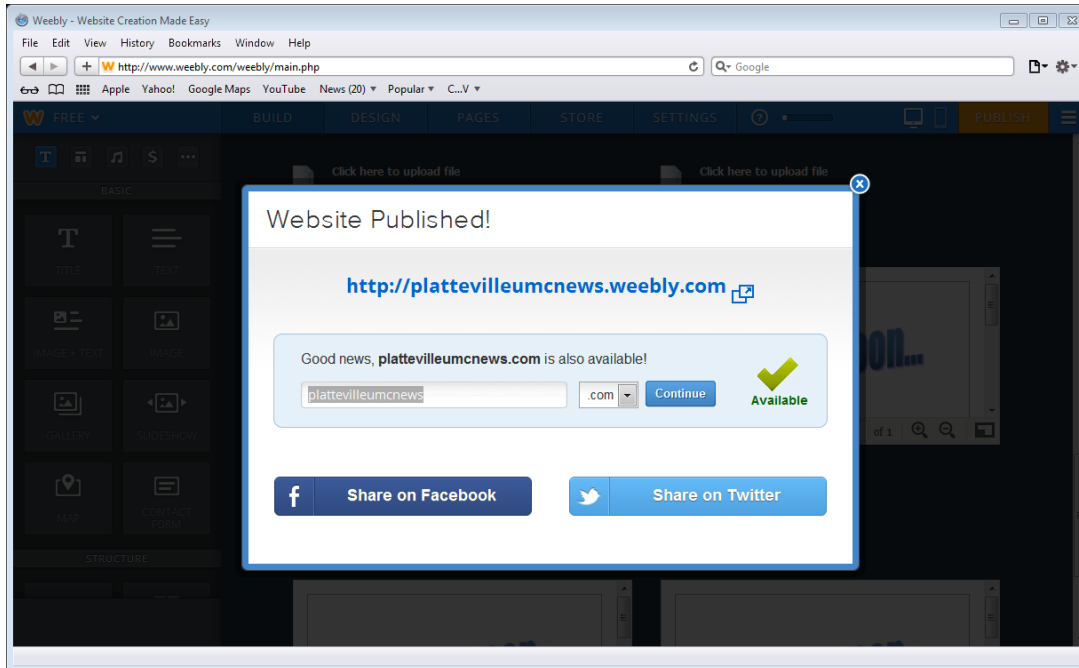 Weebly - Website Creation Made Easy
File Edit View History Bookmarks Window Help
http://www.weebly.com/weebly/main.php
Google
Apple Yahoo! Google Maps YouTube News (20) Popular C...V
FREE BUILD DESIGN PAGES STORE SETTINGS ? PUBLISH
T $ ...
BASIC
Click here to upload file Click here to upload file
Website Published!
T
TITLE TEXT
http://plattevilleumcnews.weebly.com
IMAGE + TEXT IMAGE
Good news, plattevilleumcnews.com is also available!
plattevilleumcnews .com Continue
Available
on...
GALLERY SLIDESHOW
of 1
f Share on Facebook Share on Twitter
MAP CONTACT FORM
STRUCTURE